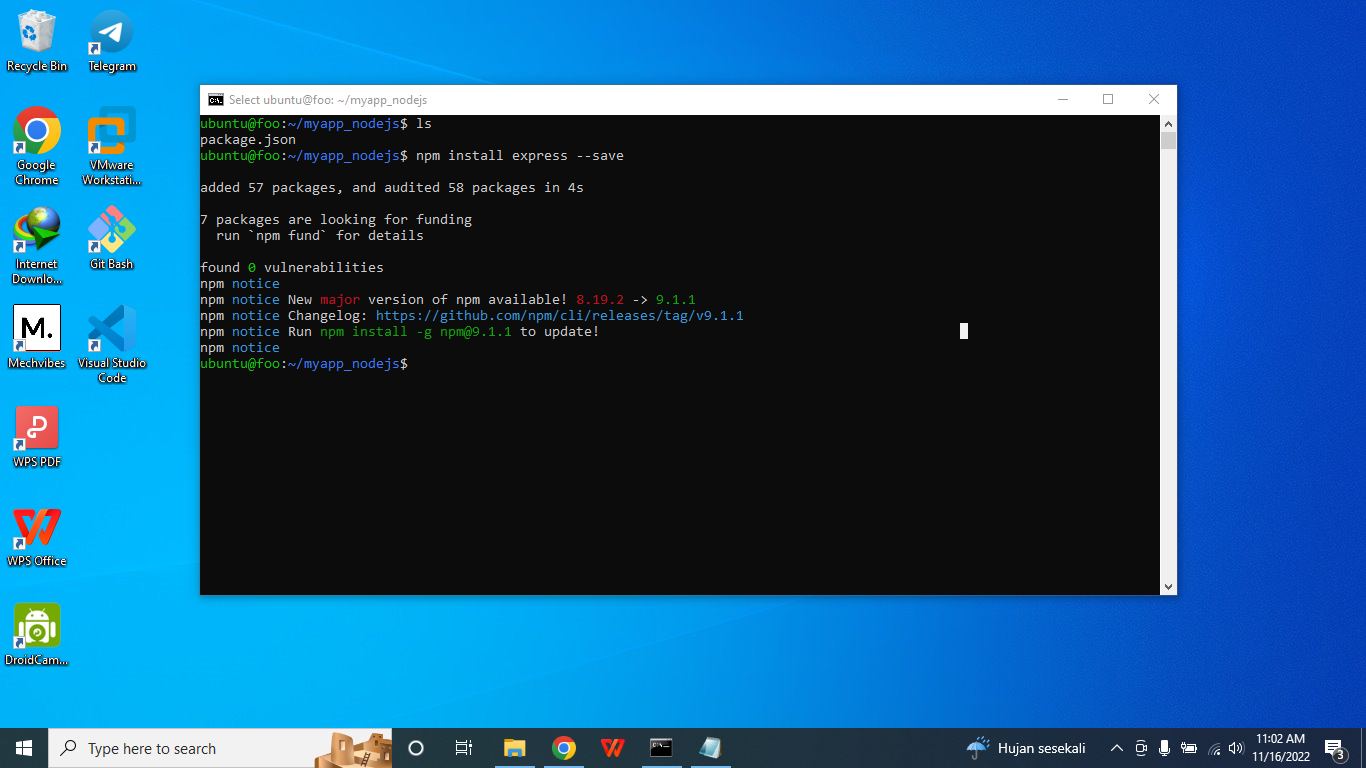 Recycle Bin
Telegram
Google
Chrome
VMware
Workstati...
Internet
Downlo...
Git Bash
M.
Mechvibes
Visual Studio
Code
WPS PDF
WPS Office
DroidCam...
Select ubuntu@foo: ~/myapp_nodejs
ubuntu@foo:~/myapp_nodejs$ ls
package.json
ubuntu@foo:~/myapp_nodejs$ npm install express --save
added 57 packages, and audited 58 packages in 4s
7 packages are looking for funding
run `npm fund` for details
found 0 vulnerabilities
npm notice
npm notice New major version of npm available! 8.19.2 -> 9.1.1
npm notice Changelog: https://github.com/npm/cli/releases/tag/v9.1.1
npm notice Run npm install -g npm@9.1.1 to update!
npm notice
ubuntu@foo:~/myapp_nodejs$
Type here to search
Hujan sesekali
11:02 AM
11/16/2022
3